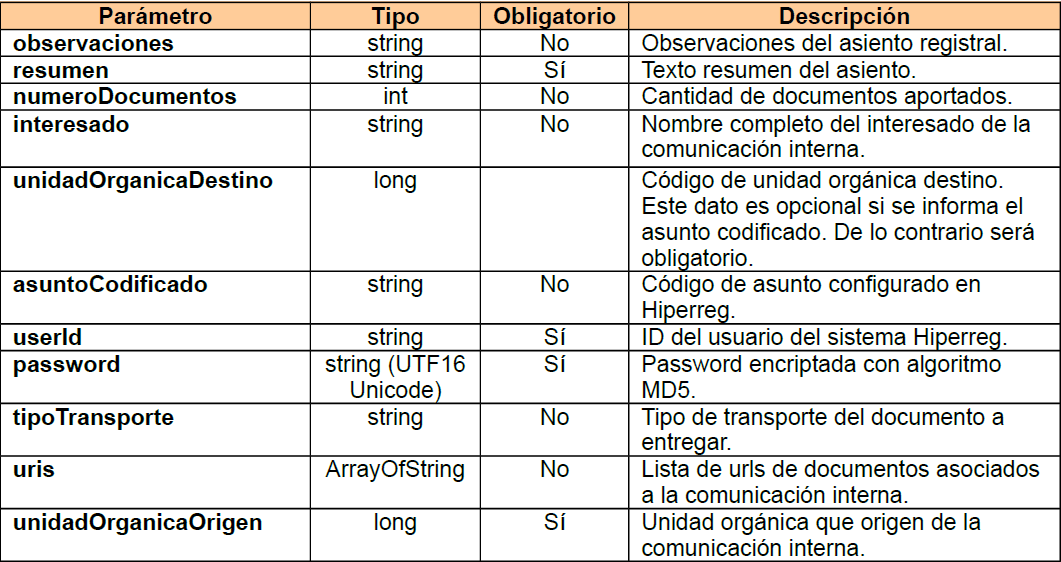 Parámetro Tipo Obligatorio Descripción
observaciones string No Observaciones del asiento registral.
resumen string Sí Texto resumen del asiento.
numeroDocumentos int No Cantidad de documentos aportados.
interesado string No Nombre completo del interesado de la
comunicación interna.
unidadOrganicaDestino long Código de unidad orgánica destino.
Este dato es opcional si se informa el
asunto codificado. De lo contrario será
obligatorio.
asuntoCodificado string No Código de asunto configurado en
Hiperreg.
userId string Sí ID del usuario del sistema Hiperreg.
password string (UTF16 Sí Password encriptada con algoritmo
Unicode) MD5.
tipoTransporte string No Tipo de transporte del documento a
entregar.
uris ArrayOfString No Lista de urls de documentos asociados
a la comunicación interna.
unidadOrganicaOrigen long Sí Unidad orgánica que origen de la
comunicación interna.